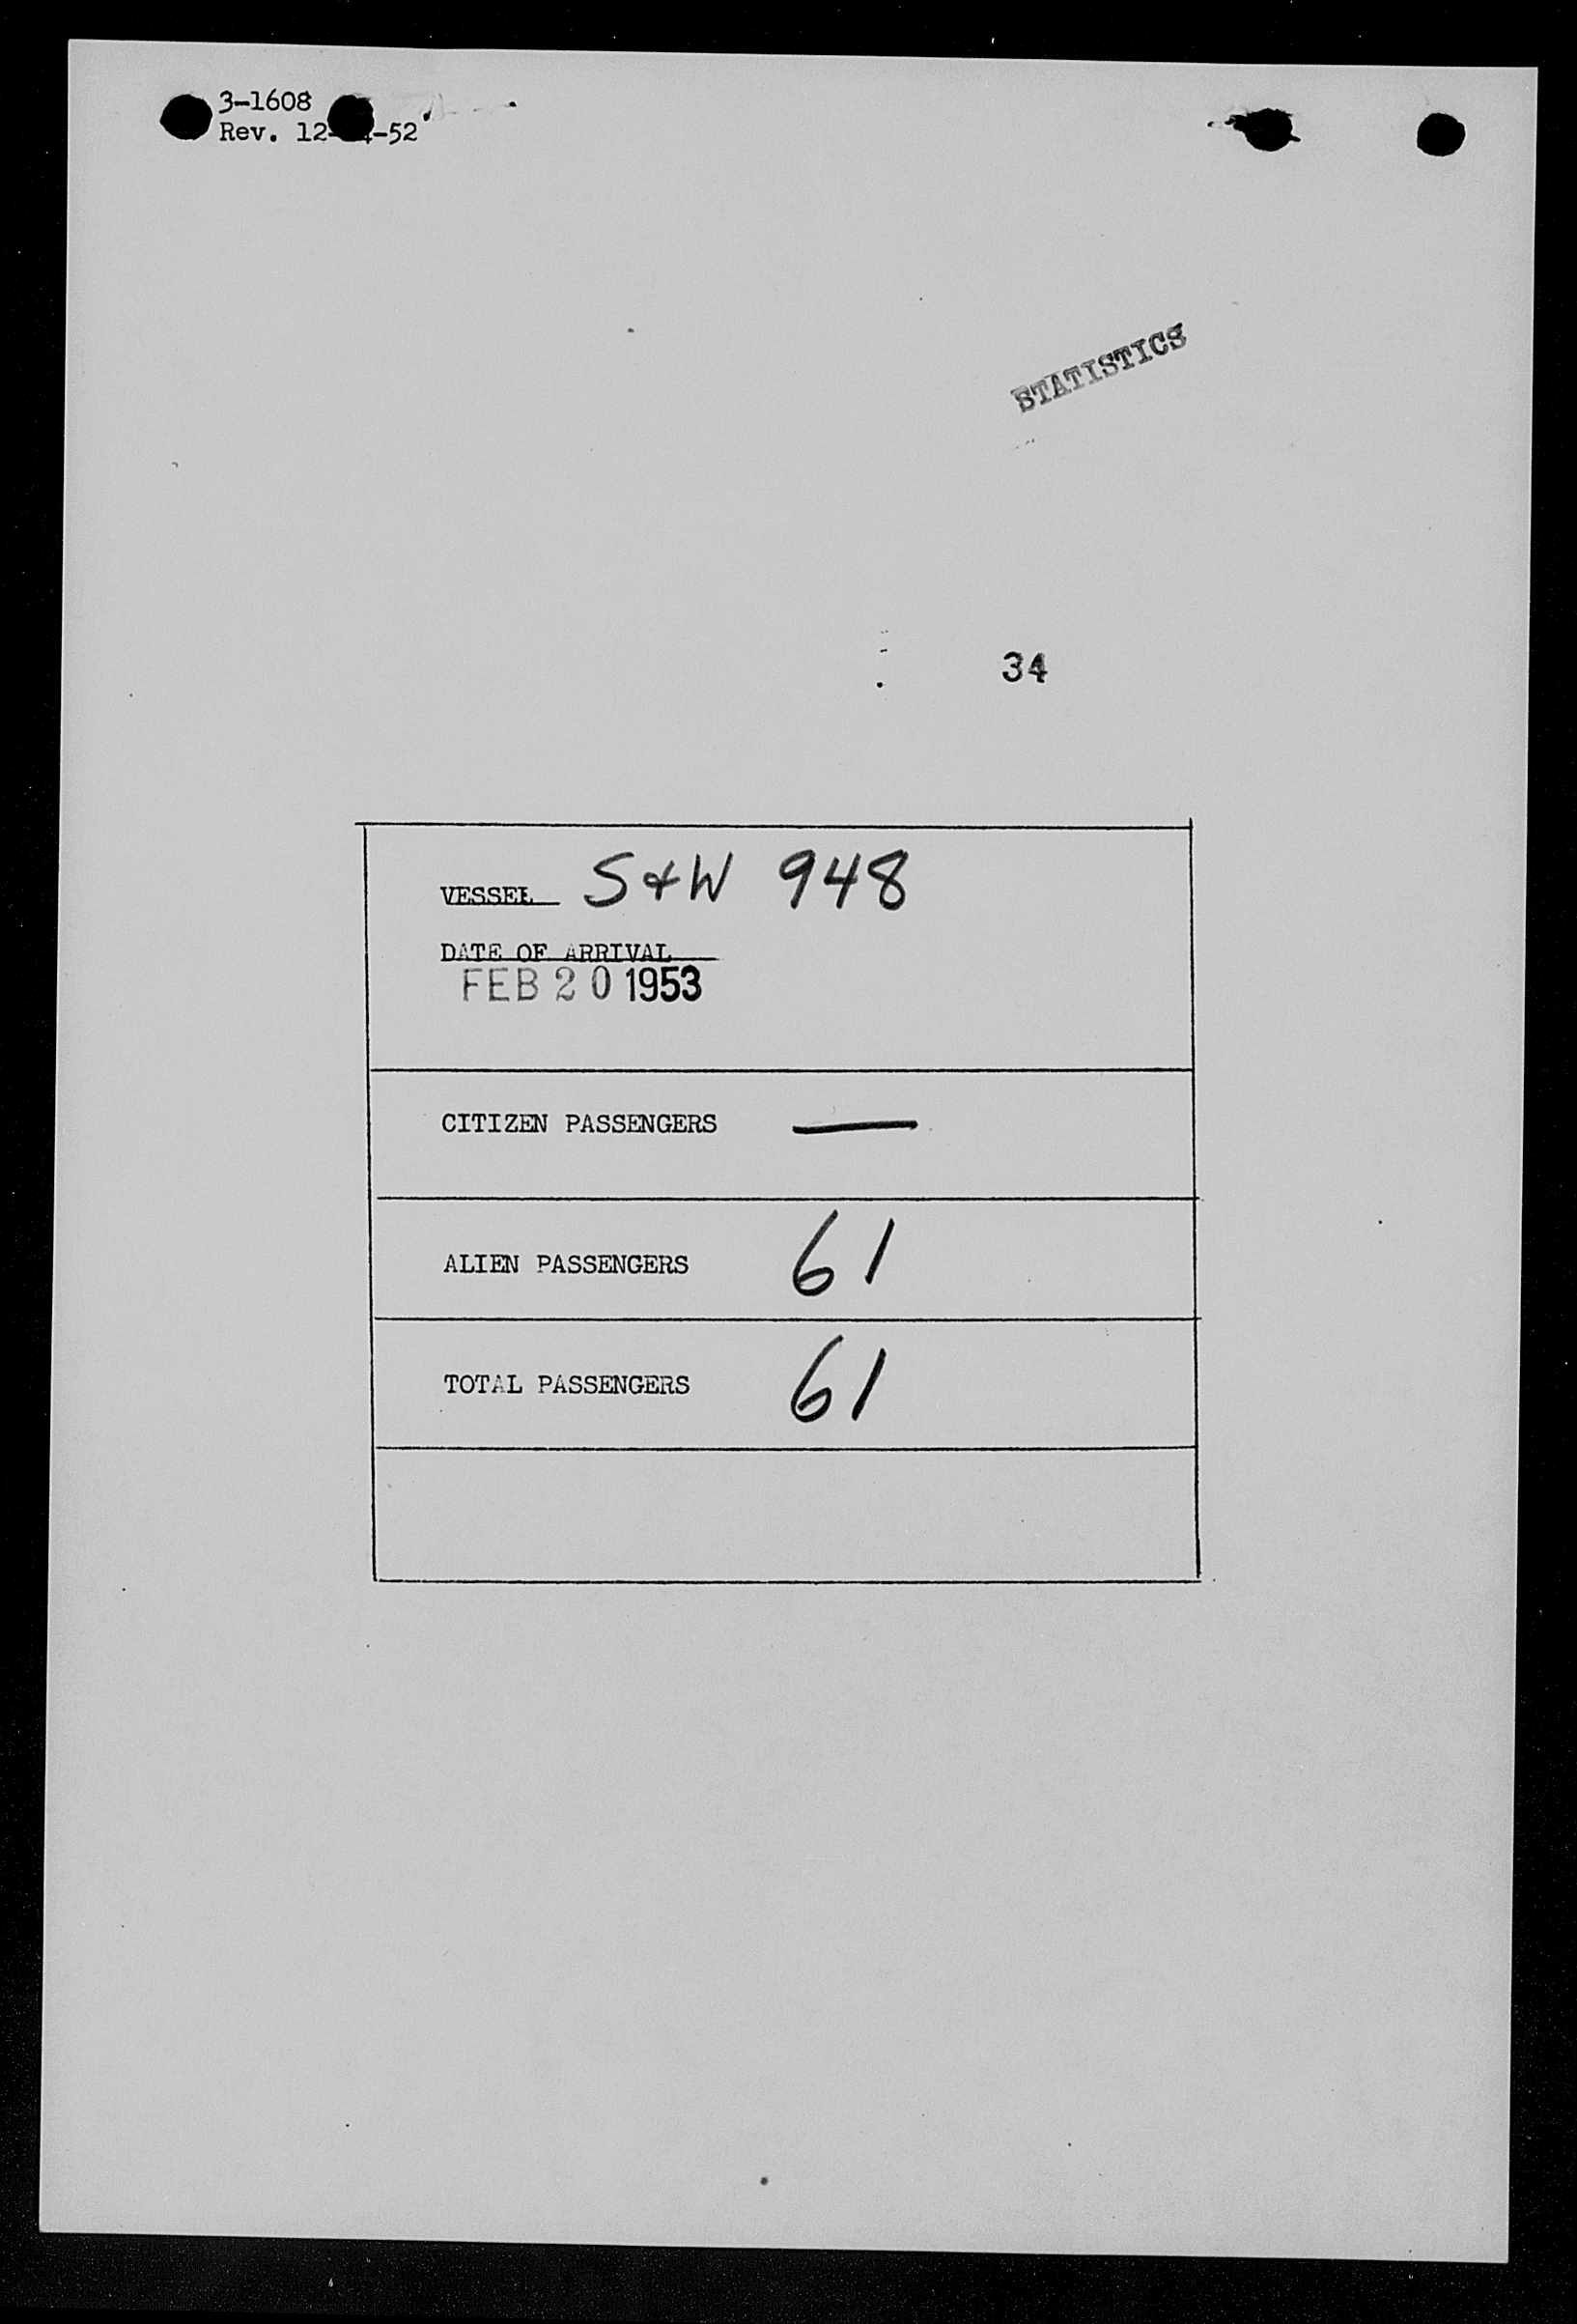 3-1608
Rev. 12- -52
STATISTICS
34
VESSEL S+W 948
DATE OF ARRIVAL
FEB 20 1953
CITIZEN PASSENGERS —
ALIEN PASSENGERS 61
TOTAL PASSENGERS 61